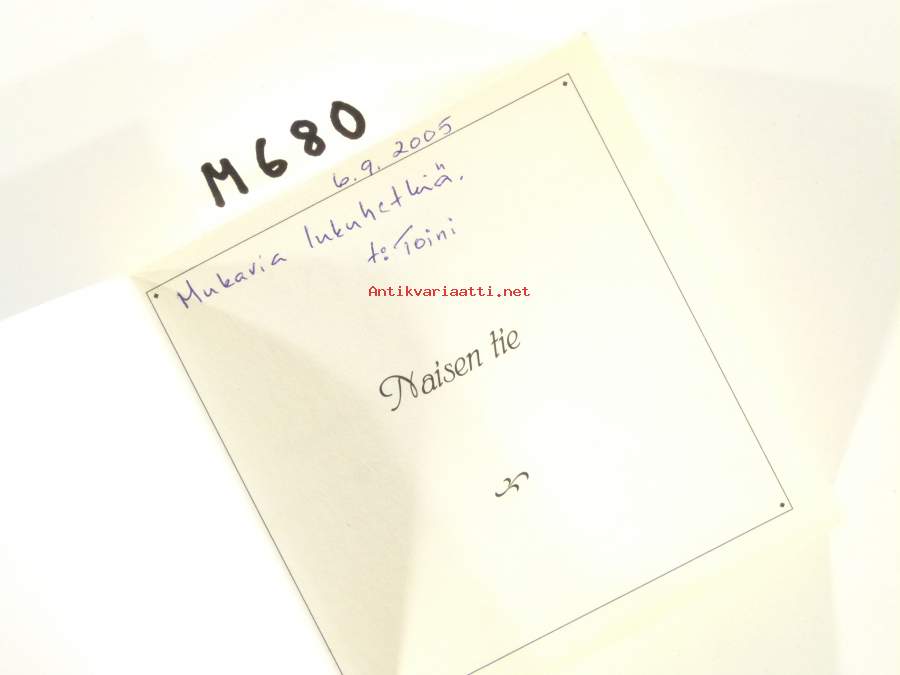 M680
6.9. 2005
Mukavia lukuhetkiä.
t: Toini
Antikvariaatti.net
Naisen tie